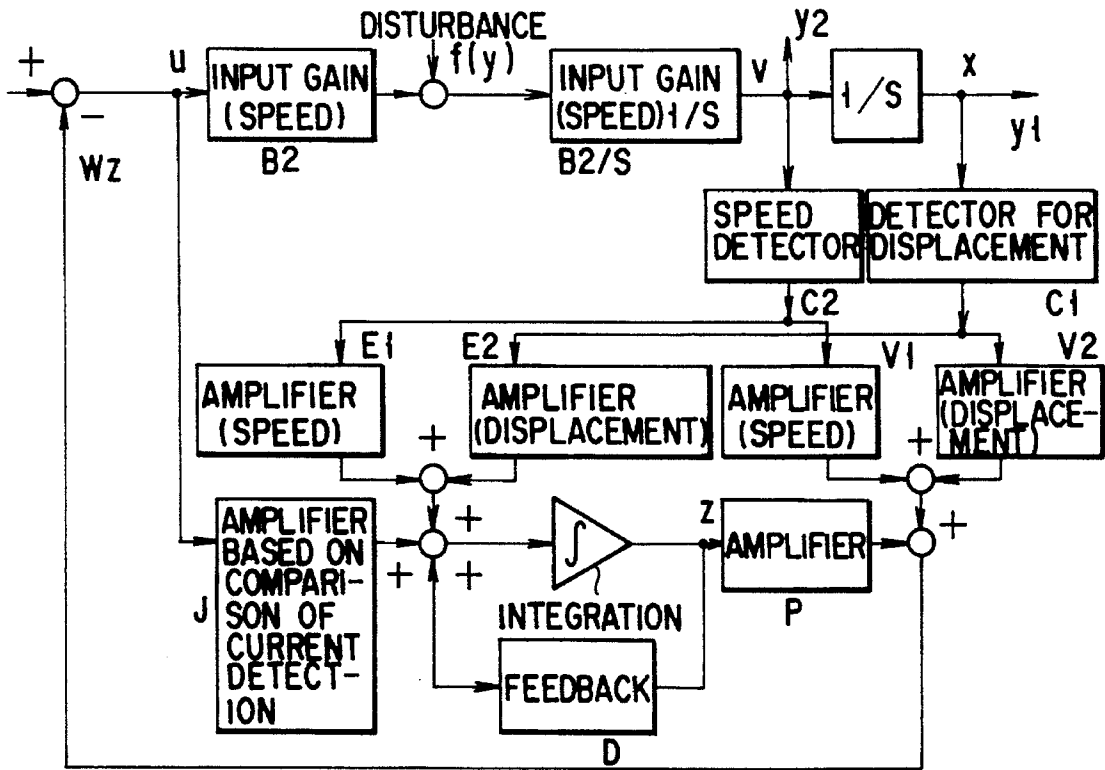 DISTURBANCE
f(y)
y2
+
u
INPUT GAIN
(SPEED)
B2
INPUT GAIN
(SPEED)1/S
B2/S
v
1/S
x
y1
−
Wz
SPEED
DETECTOR
C2
DETECTOR FOR
DISPLACEMENT
C1
E1
E2
V1
V2
AMPLIFIER
(SPEED)
AMPLIFIER
(DISPLACEMENT)
AMPLIFIER
(SPEED)
AMPLIFIER
(DISPLACE-
MENT)
+
+
AMPLIFIER
BASED ON
COMPARI-
SON OF
CURRENT
DETECT-
ION
J
+
+
+
∫
INTEGRATION
z
AMPLIFIER
P
+
FEEDBACK
D